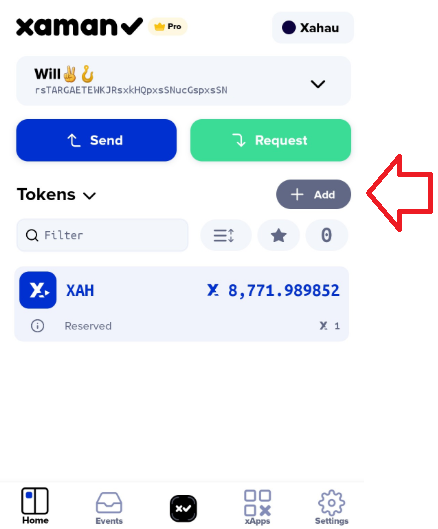 xaman Pro Xahau
Will✌️🪝
rsTARGAETEWKJRsxkHQpxsSNucGspxsSN
Send Request
Tokens Add
Filter 0
XAH 8,771.989852
Reserved 1
Home Events xApps Settings